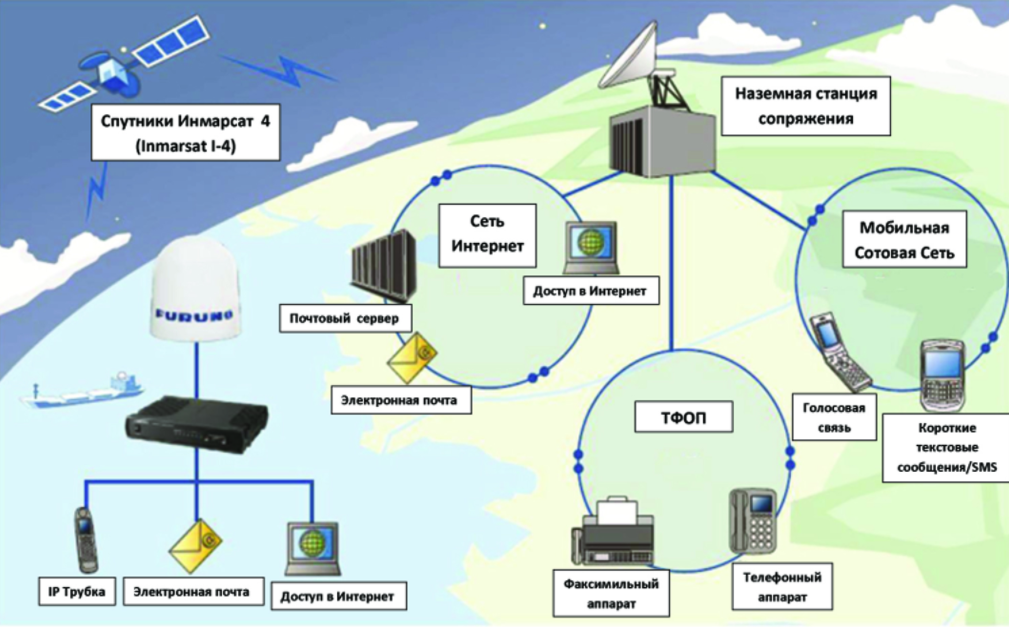 Спутники Инмарсат 4
(Inmarsat I-4)
Наземная станция
сопряжения
Сеть
Интернет
Мобильная
Сотовая Сеть
Доступ в Интернет
Почтовый сервер
FURUNO
Электронная почта
ТФОП
Голосовая
связь
Короткие
текстовые
сообщения/SMS
IP Трубка
Электронная почта
Доступ в Интернет
Факсимильный
аппарат
Телефонный
аппарат